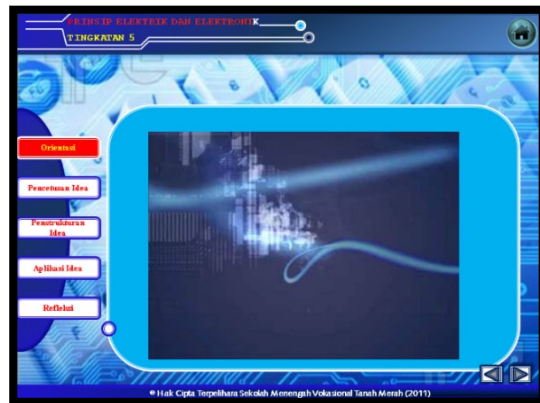 PRINSIP ELEKTRIK DAN ELEKTRONIK
TINGKATAN 5
Orientasi
Pencetusan Idea
Penstrukturan
Idea
Aplikasi Idea
Refleksi
© Hak Cipta Terpelihara Sekolah Menengah Vokasional Tanah Merah (2011)